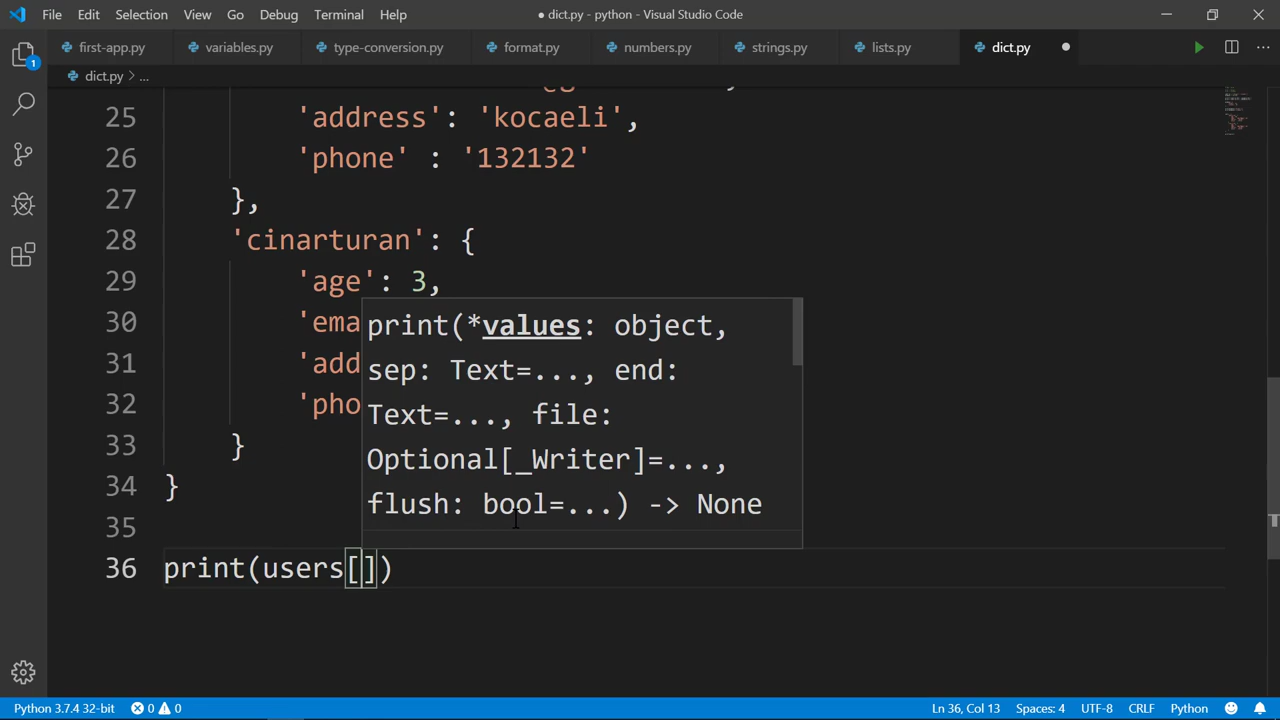 File Edit Selection View Go Debug Terminal Help ● dict.py - python - Visual Studio Code
first-app.py variables.py type-conversion.py format.py numbers.py strings.py lists.py dict.py
dict.py > ...
25 'address': 'kocaeli',
26 'phone' : '132132'
27 },
28 'cinarturan': {
29 'age': 3,
30 'ema
31 'add
32 'pho
33 }
34 }
35
36 print(users[])
print(*values: object,
sep: Text=..., end:
Text=..., file:
Optional[_Writer]=...,
flush: bool=...) -> None
1
Python 3.7.4 32-bit 0 0 Ln 36, Col 13 Spaces: 4 UTF-8 CRLF Python